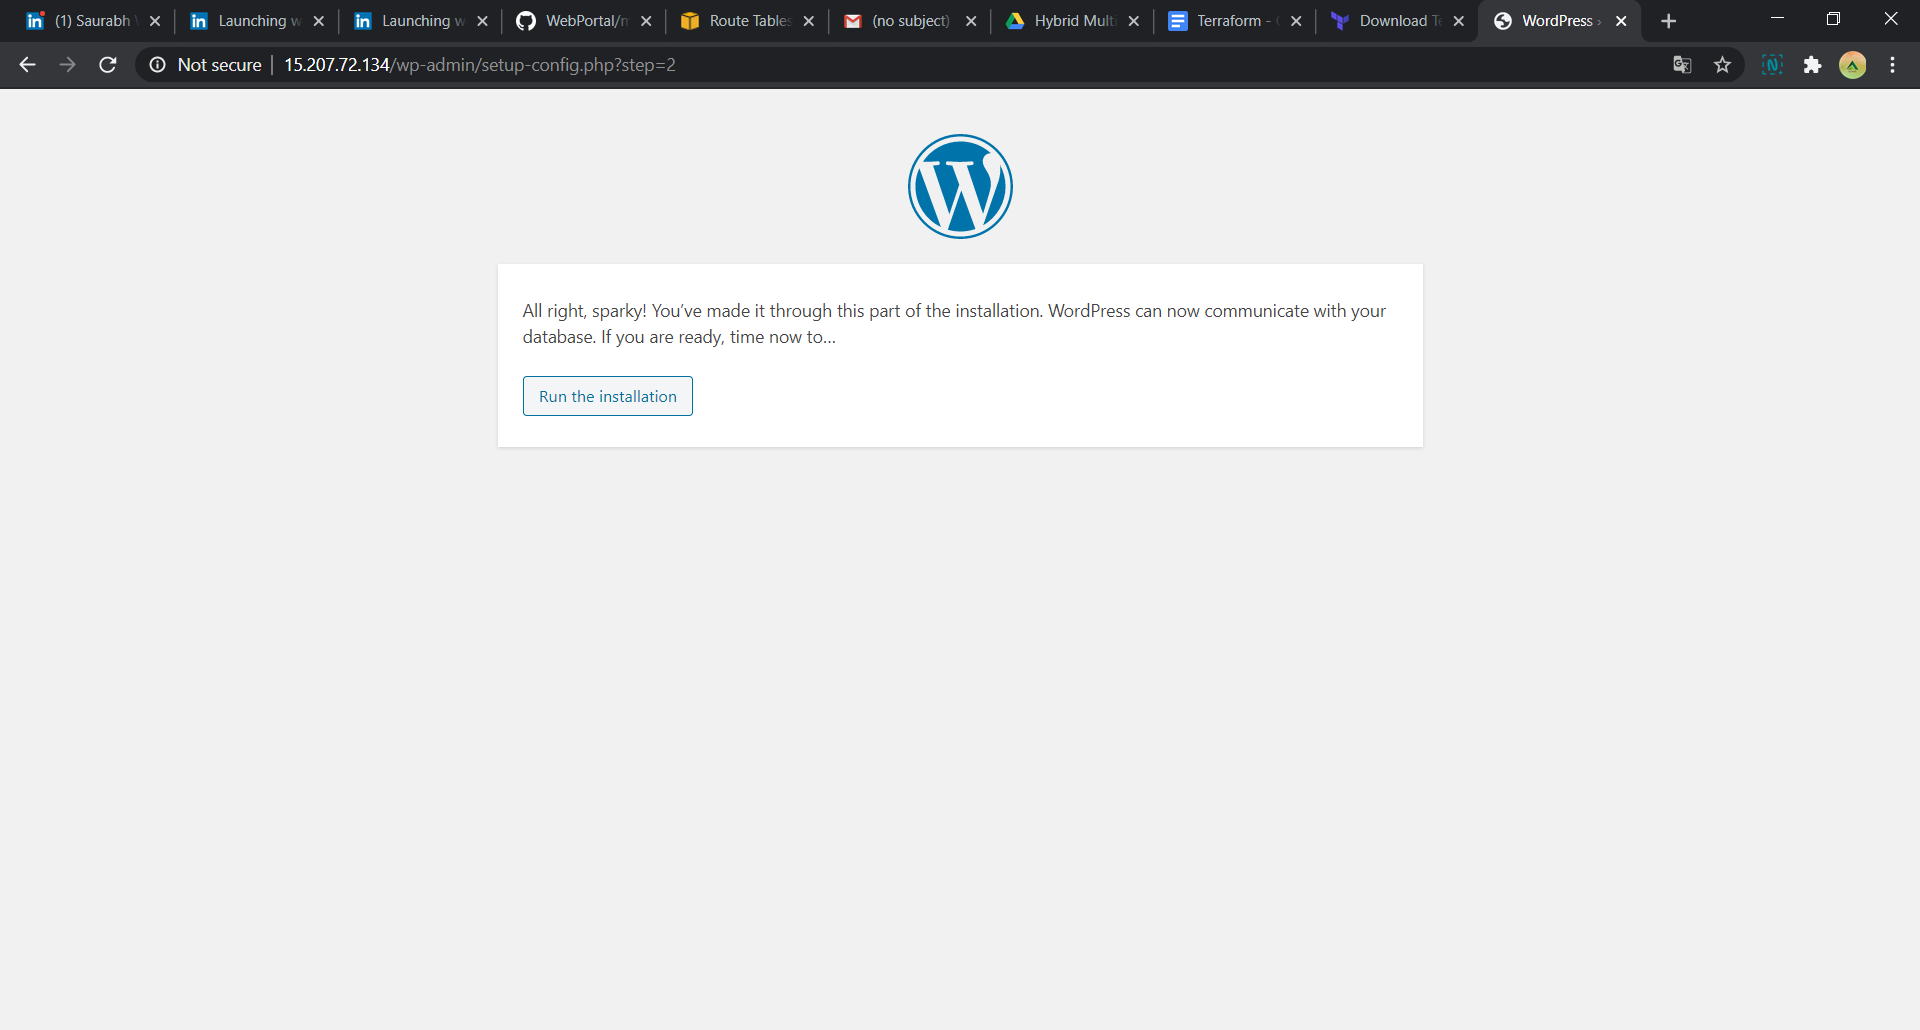 (1) Saurabh
Launching w
Launching w
WebPortal/m
Route Tables
(no subject)
Hybrid Multi
Terraform -
Download Te
WordPress ›
Not secure
15.207.72.134/wp-admin/setup-config.php?step=2
All right, sparky! You’ve made it through this part of the installation. WordPress can now communicate with your
database. If you are ready, time now to…
Run the installation